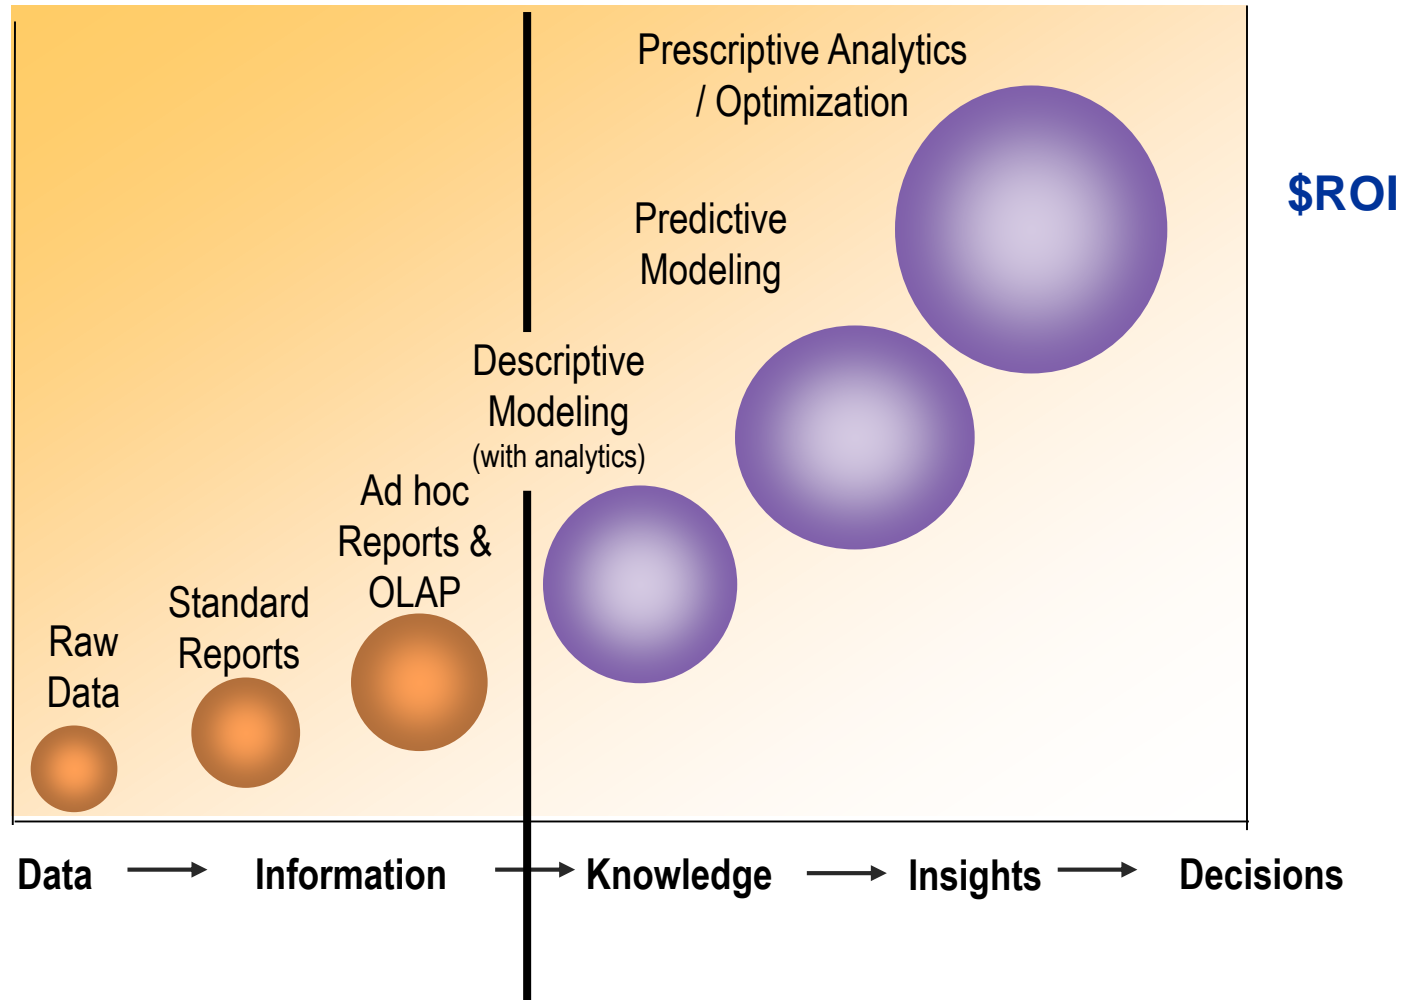 Prescriptive Analytics
/ Optimization
$ROI
Predictive
Modeling
Descriptive
Modeling
(with analytics)
Ad hoc
Reports &
OLAP
Standard
Reports
Raw
Data
Data
Information
Knowledge
Insights
Decisions